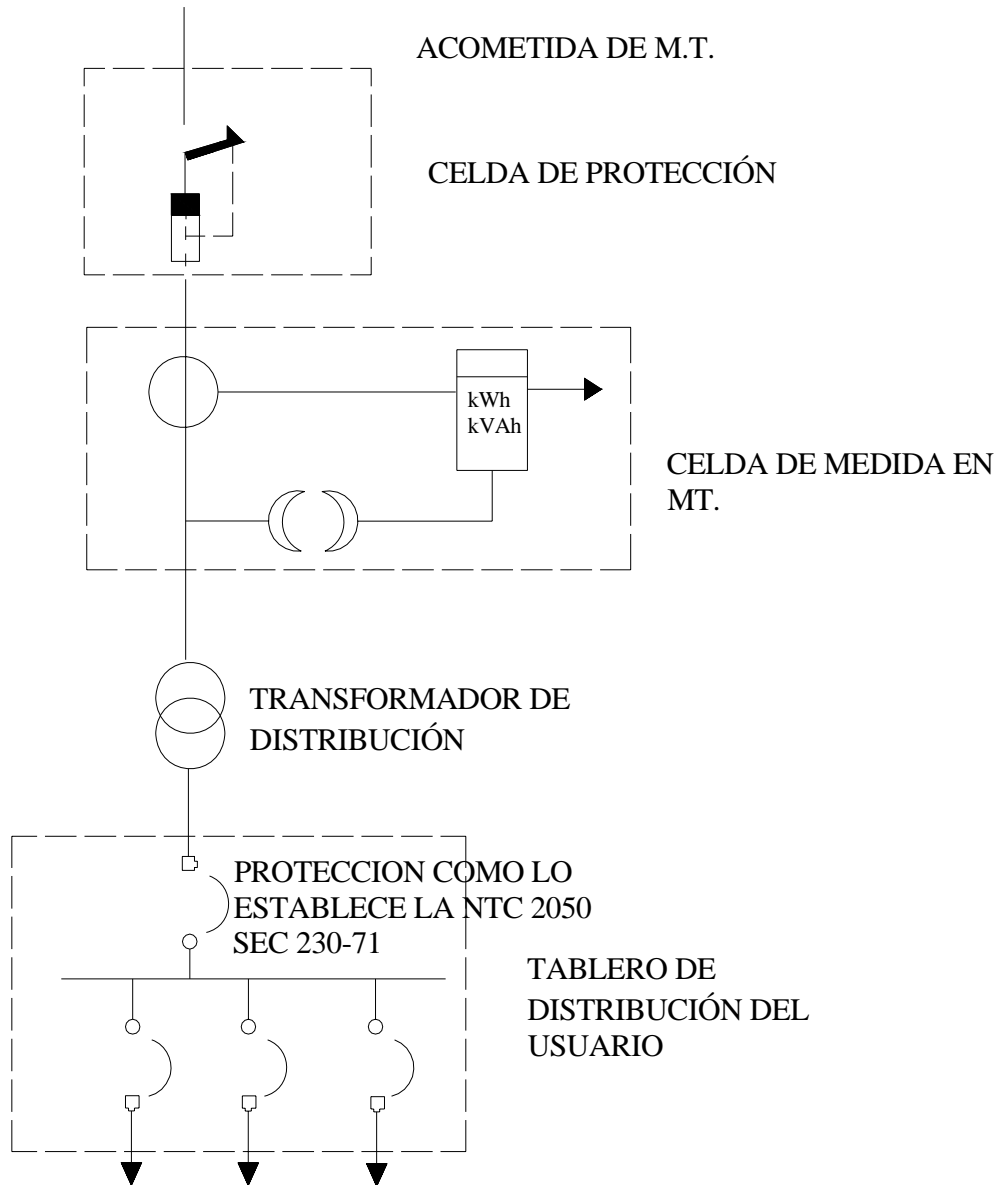 ACOMETIDA DE M.T.
CELDA DE PROTECCIÓN
kWh
kVAh
CELDA DE MEDIDA EN
MT.
TRANSFORMADOR DE
DISTRIBUCIÓN
PROTECCION COMO LO
ESTABLECE LA NTC 2050
SEC 230-71
TABLERO DE
DISTRIBUCIÓN DEL
USUARIO